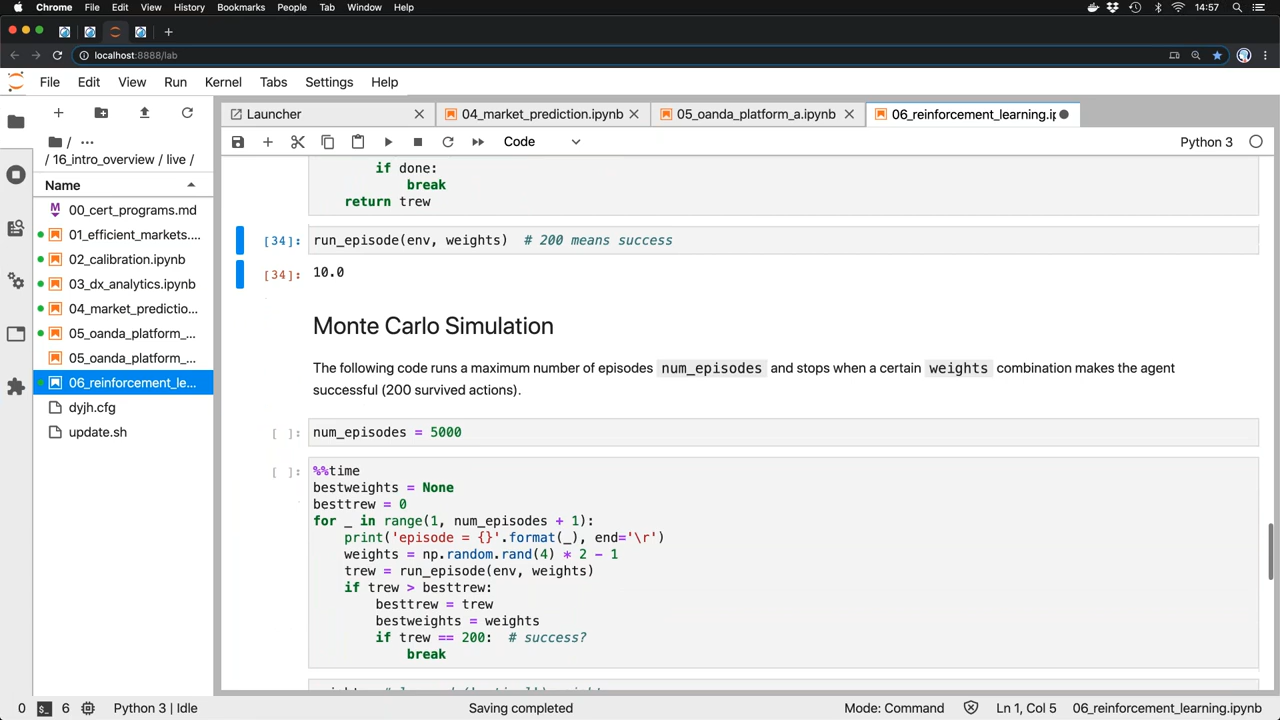 Chrome File Edit View History Bookmarks People Tab Window Help 14:57
localhost:8888/lab
File Edit View Run Kernel Tabs Settings Help
Launcher 04_market_prediction.ipynb 05_oanda_platform_a.ipynb 06_reinforcement_learning.ip
Code Python 3
/ ...
/ 16_intro_overview / live /
Name
00_cert_programs.md
01_efficient_markets....
02_calibration.ipynb
03_dx_analytics.ipynb
04_market_predictio...
05_oanda_platform_...
05_oanda_platform_...
06_reinforcement_le...
dyjh.cfg
update.sh
if done:
break
return trew
[34]: run_episode(env, weights)  # 200 means success
[34]: 10.0
Monte Carlo Simulation
The following code runs a maximum number of episodes num_episodes and stops when a certain weights combination makes the agent
successful (200 survived actions).
[ ]: num_episodes = 5000
[ ]: %%time
bestweights = None
besttrew = 0
for _ in range(1, num_episodes + 1):
print('episode = {}'.format(_), end='\r')
weights = np.random.rand(4) * 2 - 1
trew = run_episode(env, weights)
if trew > besttrew:
besttrew = trew
bestweights = weights
if trew == 200:  # success?
break
0 6 Python 3 | Idle Saving completed Mode: Command Ln 1, Col 5 06_reinforcement_learning.ipynb